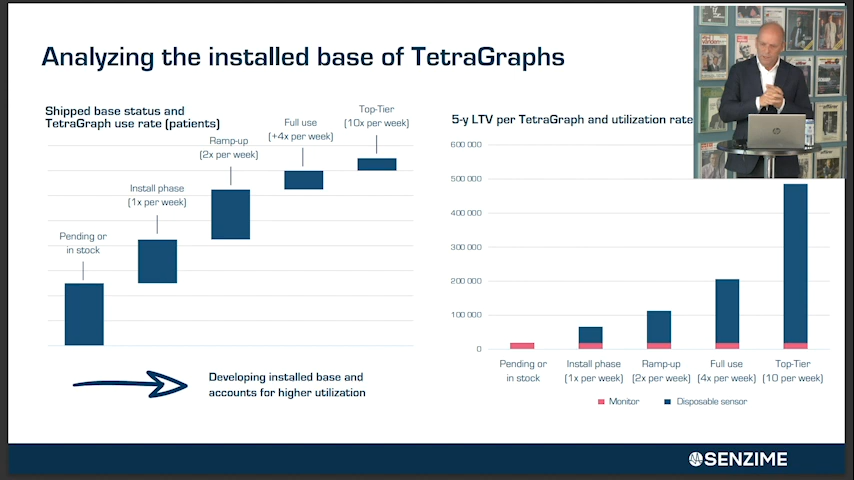 Analyzing the installed base of TetraGraphs
Shipped base status and
TetraGraph use rate (patients)
Pending or
in stock
Install phase
(1x per week)
Ramp-up
(2x per week)
Full use
(+4x per week)
Top-Tier
(10x per week)
Developing installed base and
accounts for higher utilization
5-y LTV per TetraGraph and utilization rate
600 000
500 000
400 000
300 000
200 000
100 000
0
Pending or
in stock
Install phase
(1x per week)
Ramp-up
(2x per week)
Full use
(4x per week)
Top-Tier
(10 per week)
Monitor
Disposable sensor
SENZIME